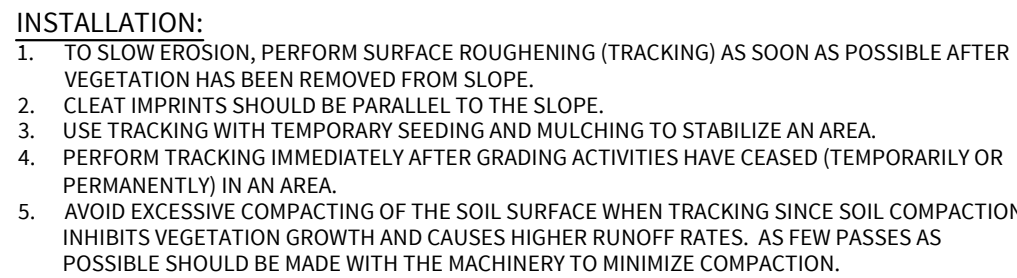 INSTALLATION:
1. TO SLOW EROSION, PERFORM SURFACE ROUGHENING (TRACKING) AS SOON AS POSSIBLE AFTER
VEGETATION HAS BEEN REMOVED FROM SLOPE.
2. CLEAT IMPRINTS SHOULD BE PARALLEL TO THE SLOPE.
3. USE TRACKING WITH TEMPORARY SEEDING AND MULCHING TO STABILIZE AN AREA.
4. PERFORM TRACKING IMMEDIATELY AFTER GRADING ACTIVITIES HAVE CEASED (TEMPORARILY OR
PERMANENTLY) IN AN AREA.
5. AVOID EXCESSIVE COMPACTING OF THE SOIL SURFACE WHEN TRACKING SINCE SOIL COMPACTION
INHIBITS VEGETATION GROWTH AND CAUSES HIGHER RUNOFF RATES. AS FEW PASSES AS
POSSIBLE SHOULD BE MADE WITH THE MACHINERY TO MINIMIZE COMPACTION.